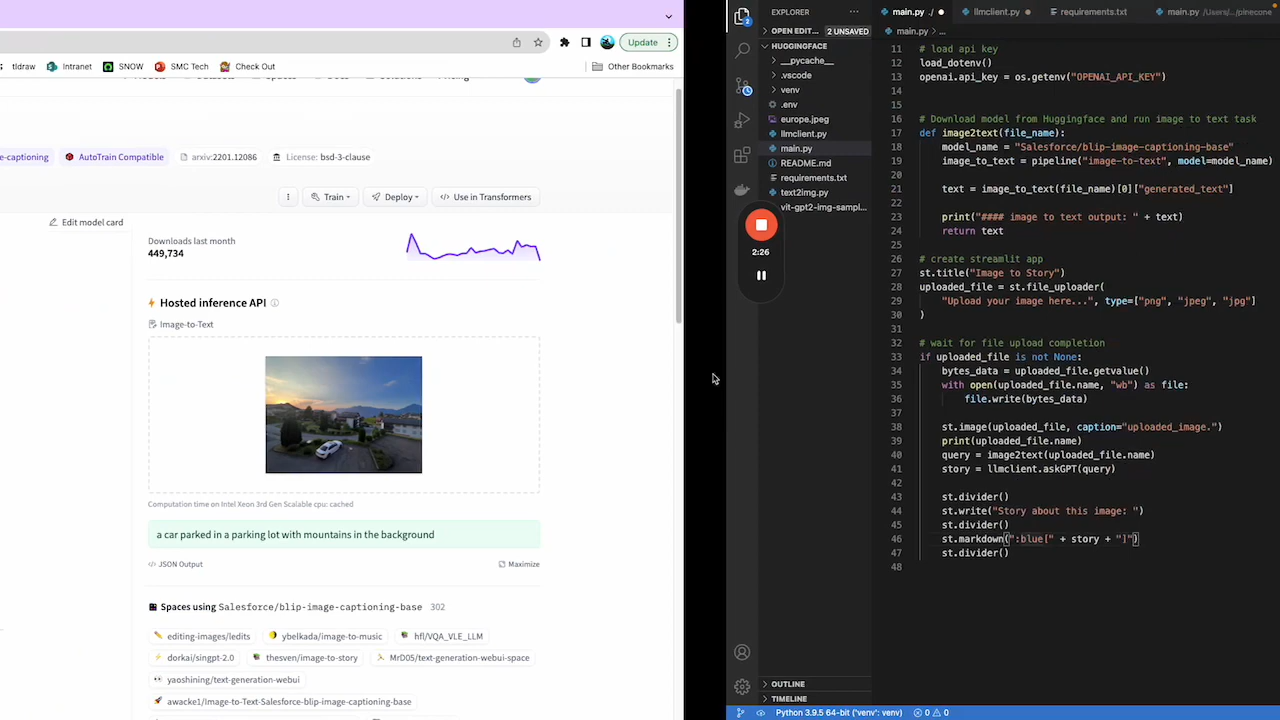 Update
tldraw
Intranet
SNOW
SMC Tech
Check Out
Other Bookmarks
e-captioning
AutoTrain Compatible
arxiv:2201.12086
License: bsd-3-clause
Train
Deploy
</> Use in Transformers
Edit model card
Downloads last month
449,734
Hosted inference API
Image-to-Text
Computation time on Intel Xeon 3rd Gen Scalable cpu: cached
a car parked in a parking lot with mountains in the background
</> JSON Output
Maximize
Spaces using Salesforce/blip-image-captioning-base 302
editing-images/ledits
ybelkada/image-to-music
hfl/VQA_VLE_LLM
dorkai/singpt-2.0
thesven/image-to-story
MrD05/text-generation-webui-space
yaoshining/text-generation-webui
awacke1/Image-to-Text-Salesforce-blip-image-captioning-base
2:26
2
EXPLORER
OPEN EDIT... 2 UNSAVED
HUGGINGFACE
__pycache__
.vscode
venv
.env
europe.jpeg
llmclient.py
main.py
README.md
requirements.txt
text2img.py
vit-gpt2-img-sampl...
OUTLINE
TIMELINE
main.py ./
llmclient.py
requirements.txt
main.py /Users/.../pinecone
main.py > ...
11 # load api key
12 load_dotenv()
13 openai.api_key = os.getenv("OPENAI_API_KEY")
14
15
16 # Download model from Huggingface and run image to text task
17 def image2text(file_name):
18 model_name = "Salesforce/blip-image-captioning-base"
19 image_to_text = pipeline("image-to-text", model=model_name)
20
21 text = image_to_text(file_name)[0]["generated_text"]
22
23 print("#### image to text output: " + text)
24 return text
25
26 # create streamlit app
27 st.title("Image to Story")
28 uploaded_file = st.file_uploader(
29 "Upload your image here...", type=["png", "jpeg", "jpg"]
30 )
31
32 # wait for file upload completion
33 if uploaded_file is not None:
34 bytes_data = uploaded_file.getvalue()
35 with open(uploaded_file.name, "wb") as file:
36 file.write(bytes_data)
37
38 st.image(uploaded_file, caption="uploaded_image.")
39 print(uploaded_file.name)
40 query = image2text(uploaded_file.name)
41 story = llmclient.askGPT(query)
42
43 st.divider()
44 st.write("Story about this image: ")
45 st.divider()
46 st.markdown(":blue[" + story + "]")
47 st.divider()
48
Python 3.9.5 64-bit ('venv': venv)
0
0